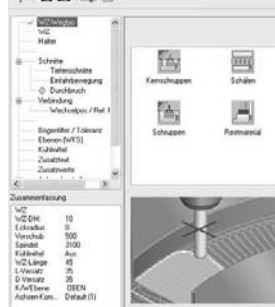 WZ-Wegtyp
WZ
Halter
Schnitte
Tiefenschnitte
Einfahrbewegung
Durchbruch
Verbindung
Wechselpos./Ref. P
Bogenfilter / Toleranz
Ebenen (WKS)
Kühlmittel
Zusatztext
Zusatzwerte
Kernschruppen
Schälen
Schruppen
Restmaterial
Zusammenfassung
WZ
WZ-DM: 10
Eckradius 0
Vorschub 500
Spindel 3100
Kühlmittel Aus
WZ-Länge 45
L-Versatz 35
D-Versatz 35
K/W Ebene OBEN
Achsen-Kom... Default (1)